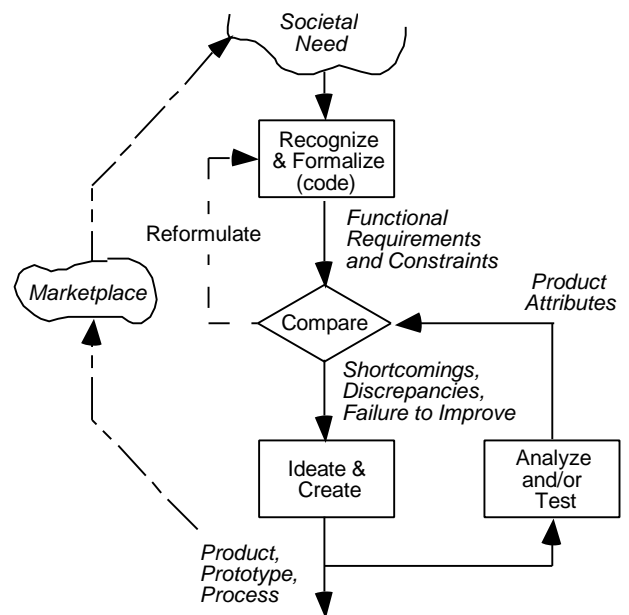 Societal
Need
Recognize
& Formalize
(code)
Reformulate
Functional
Requirements
and Constraints
Marketplace
Product
Attributes
Compare
Shortcomings,
Discrepancies,
Failure to Improve
Ideate &
Create
Analyze
and/or
Test
Product,
Prototype,
Process